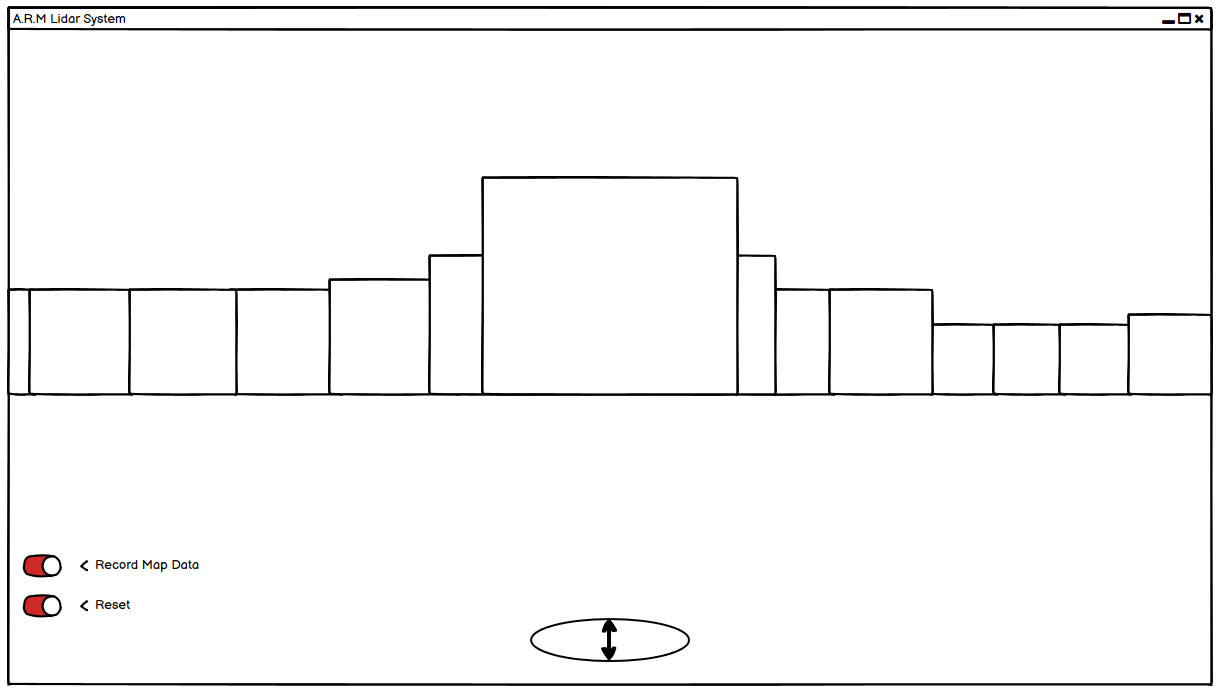 A.R.M Lidar System
< Record Map Data
< Reset